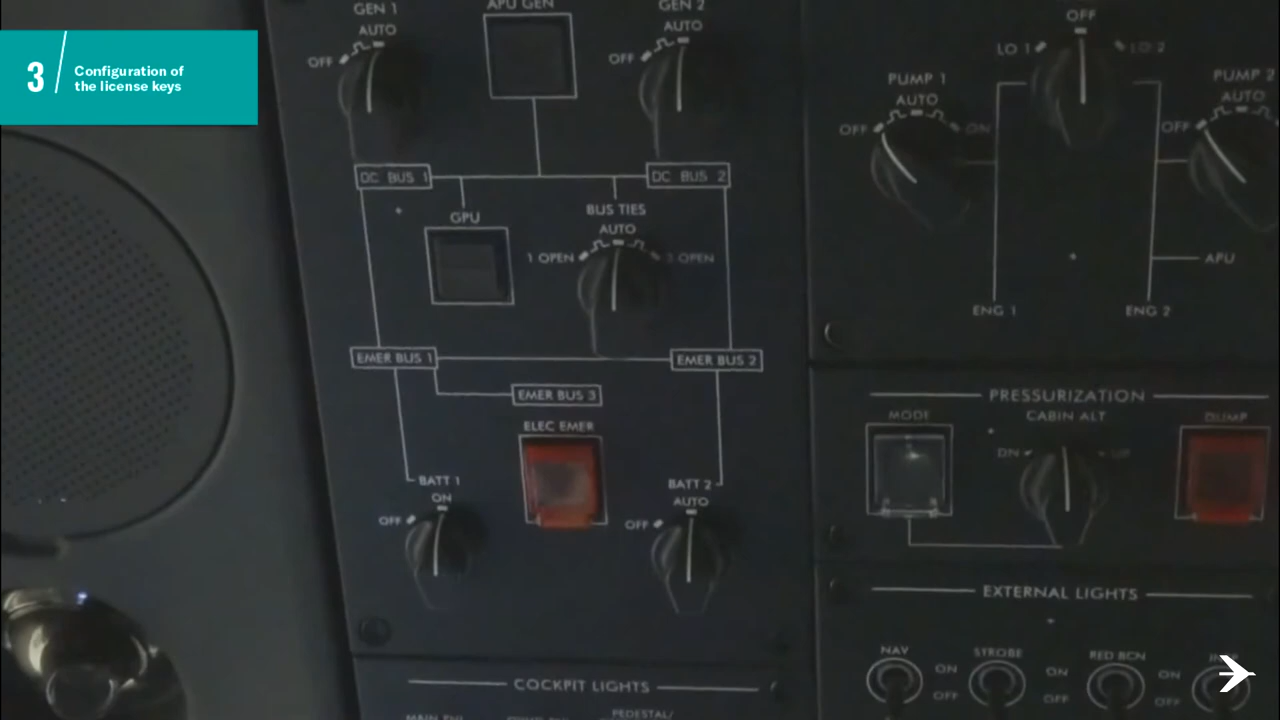 3
Configuration of
the license keys
GEN 1
AUTO
OFF
APU GEN
GEN 2
AUTO
OFF
DC BUS 1
DC BUS 2
GPU
BUS TIES
AUTO
1 OPEN
2 OPEN
EMER BUS 1
EMER BUS 2
EMER BUS 3
ELEC EMER
BATT 1
ON
OFF
BATT 2
AUTO
OFF
COCKPIT LIGHTS
PEDESTAL/
OFF
LO 1
LO 2
PUMP 1
AUTO
OFF
ON
PUMP 2
AUTO
OFF
APU
ENG 1
ENG 2
PRESSURIZATION
MODE
CABIN ALT
DUMP
DN
UP
EXTERNAL LIGHTS
NAV
STROBE
RED BCN
ON
OFF
ON
OFF
ON
OFF